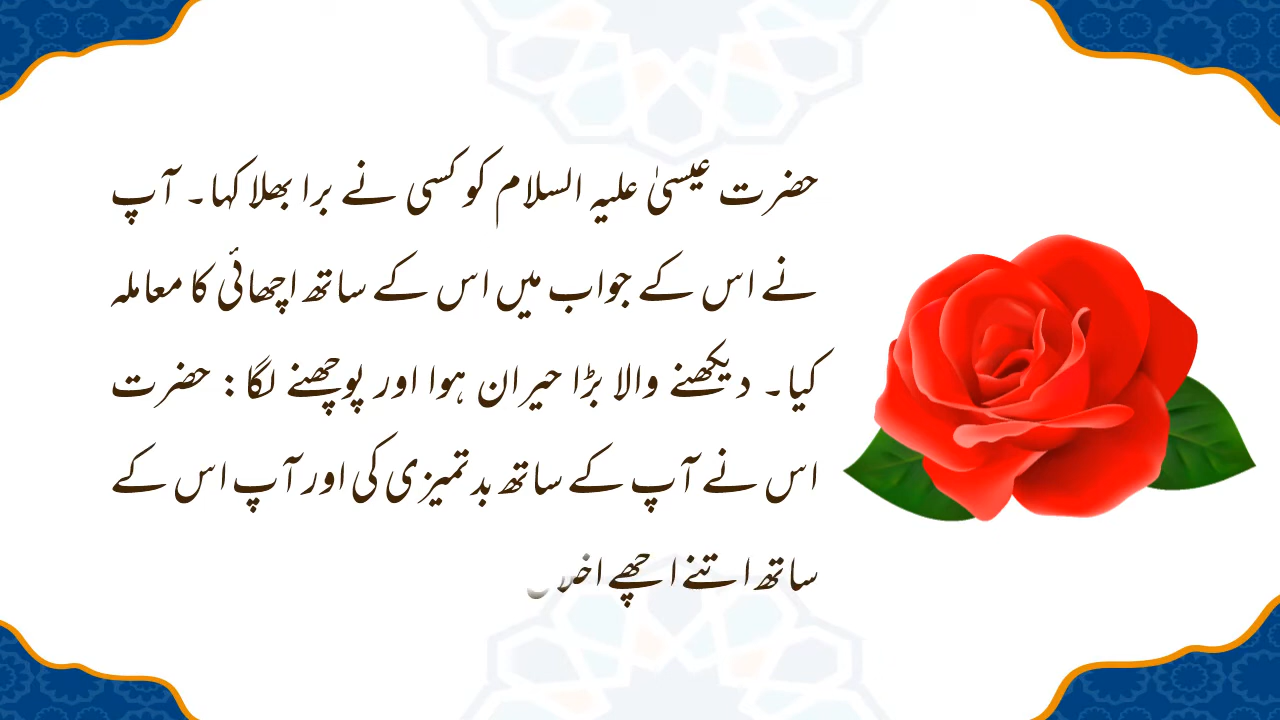 حضرت عیسیٰ علیہ السلام کو کسی نے برا بھلا کہا۔ آپ
نے اس کے جواب میں اس کے ساتھ اچھائی کا معاملہ
کیا۔ دیکھنے والا بڑا حیران ہوا اور پوچھنے لگا: حضرت
اس نے آپ کے ساتھ بدتمیزی کی اور آپ اس کے
ساتھ اتنے اچھے